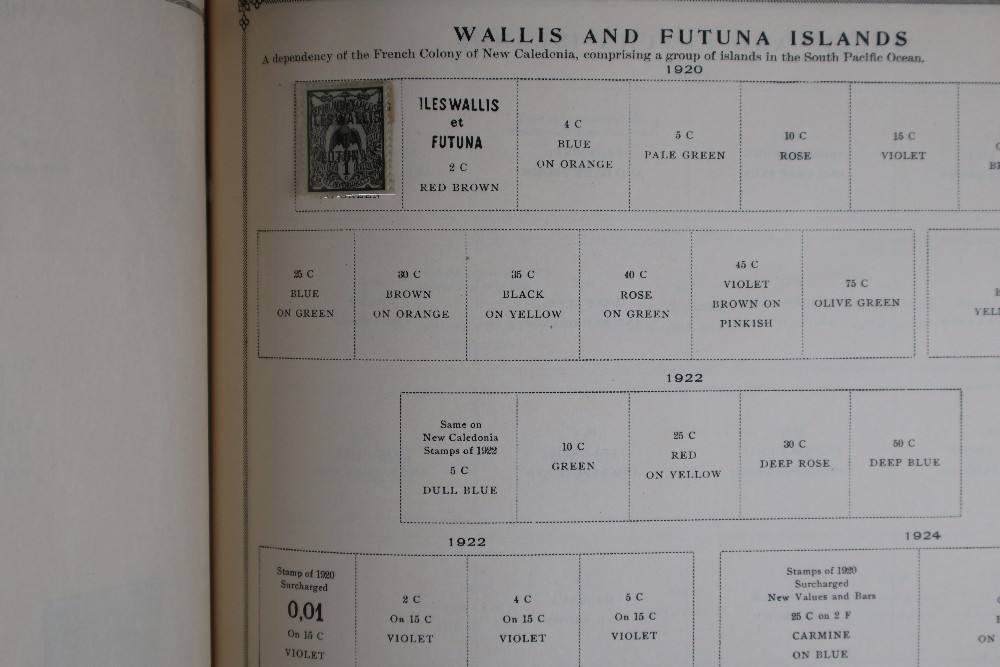 WALLIS AND FUTUNA ISLANDS
A dependency of the French Colony of New Caledonia, comprising a group of islands in the South Pacific Ocean.
1920
ILES WALLIS
FUTUNA
1
ILES WALLIS
et
FUTUNA
2 C
RED BROWN
4 C
BLUE
ON ORANGE
5 C
PALE GREEN
10 C
ROSE
15 C
VIOLET
25 C
BLUE
ON GREEN
30 C
BROWN
ON ORANGE
35 C
BLACK
ON YELLOW
40 C
ROSE
ON GREEN
45 C
VIOLET
BROWN ON
PINKISH
75 C
OLIVE GREEN
1922
Same on
New Caledonia
Stamps of 1922
5 C
DULL BLUE
10 C
GREEN
25 C
RED
ON YELLOW
30 C
DEEP ROSE
50 C
DEEP BLUE
1922
Stamp of 1920
Surcharged
0,01
On 15 C
VIOLET
2 C
On 15 C
VIOLET
4 C
On 15 C
VIOLET
5 C
On 15 C
VIOLET
1924
Stamps of 1920
Surcharged
New Values and Bars
25 C on 2 F
CARMINE
ON BLUE
ON